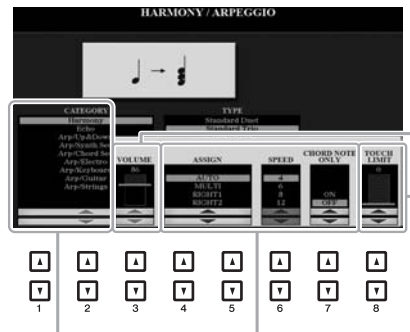 HARMONY / ARPEGGIO
CATEGORY
Harmony
Echo
Arp/Up&Down
Arp/Synth Seq
Arp/Chord Seq
Arp/Electro
Arp/Keyboard
Arp/Guitar
Arp/Strings
TYPE
Standard Duet
Standard Trio
VOLUME
86
ASSIGN
AUTO
MULTI
RIGHT1
RIGHT2
SPEED
4
6
8
12
CHORD NOTE
ONLY
ON
OFF
TOUCH
LIMIT
0
1 2 3 4 5 6 7 8